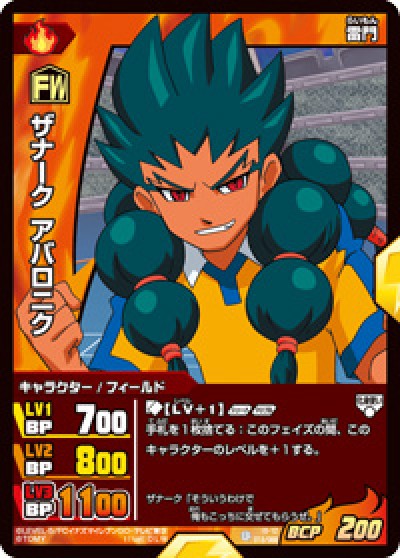 らいもん
雷門
FW
ザナーク アバロニク
キャラクター / フィールド
LV1
BP 700
LV2
BP 800
LV3
BP 1100
[LV+1]
手札を1枚捨てる:このフェイズの間、この
キャラクターのレベルを+1する。
ザナーク「そういうわけで
俺もこっちに交ぜてもらうぜ」
©TOMY
BCP 200